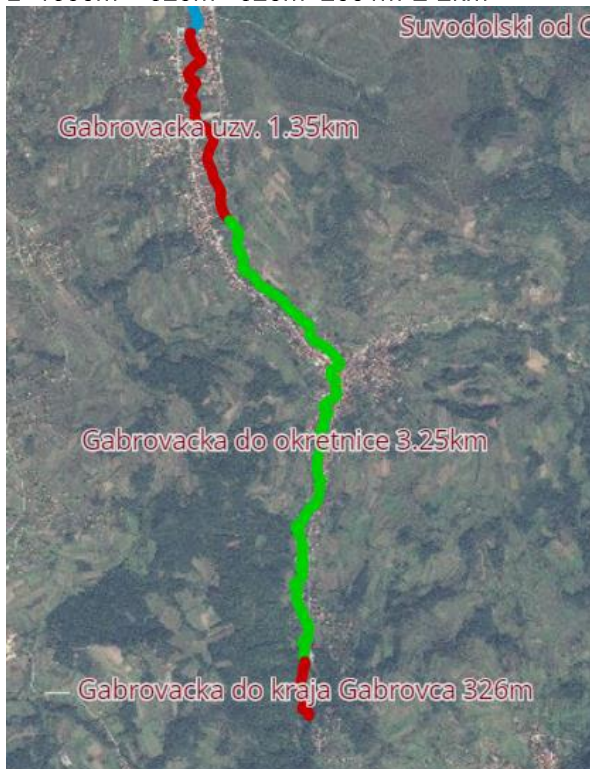 Suvodolski od
Gabrovacka uzv. 1.35km
Gabrovacka do okretnice 3.25km
Gabrovacka do kraja Gabrovca 326m